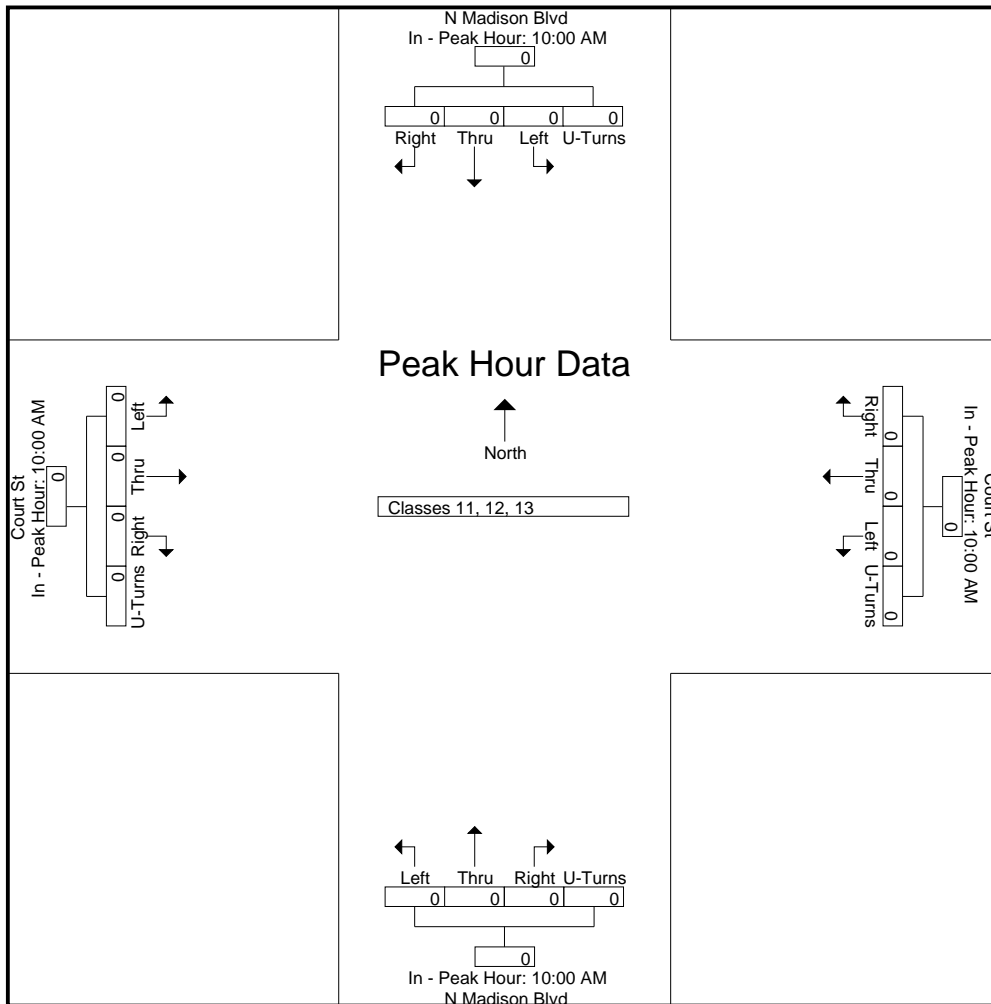 N Madison Blvd
In - Peak Hour: 10:00 AM
0
0 0 0 0
Right Thru Left U-Turns
Peak Hour Data
North
Classes 11, 12, 13
Court St
In - Peak Hour: 10:00 AM
0
0 0 0 0
Left Thru Right U-Turns
Court St
In - Peak Hour: 10:00 AM
0
0 0 0 0
Right Thru Left U-Turns
Left Thru Right U-Turns
0 0 0 0
0
In - Peak Hour: 10:00 AM
N Madison Blvd